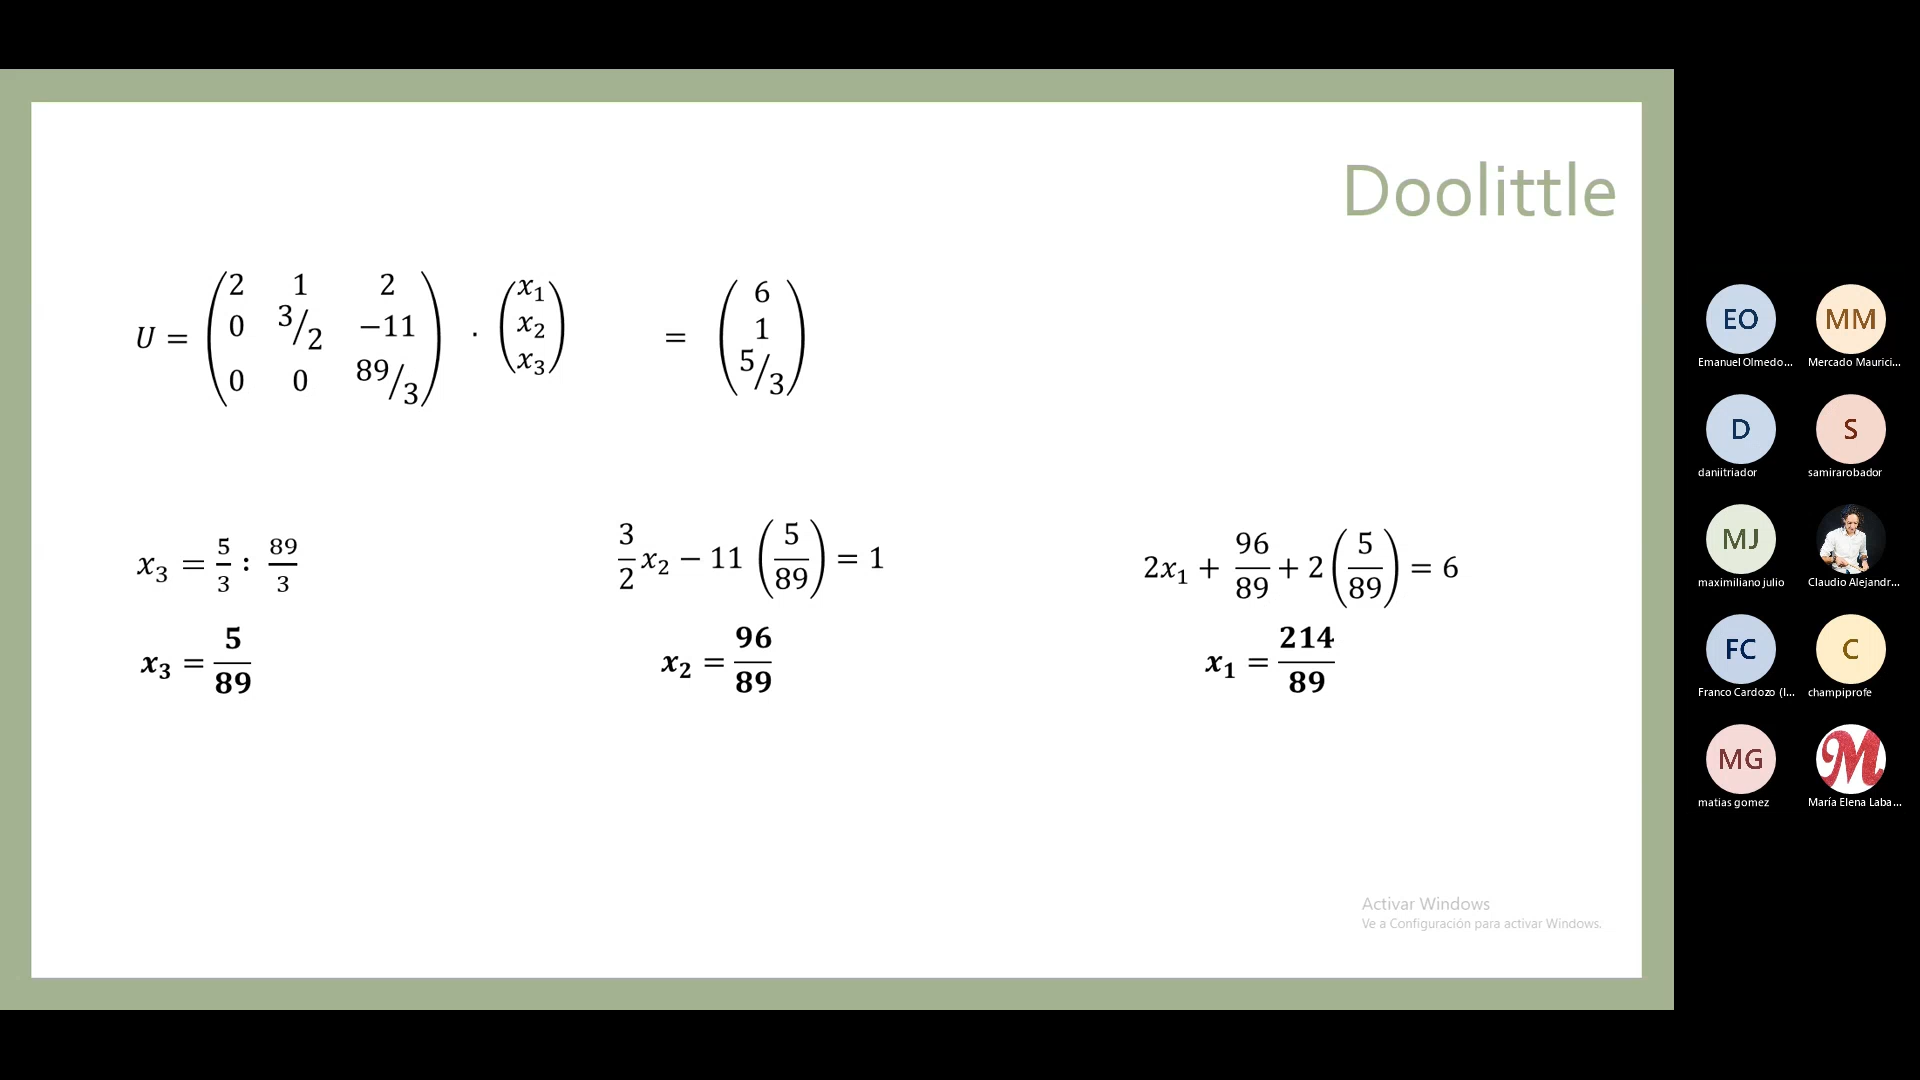 Doolittle
U = ( 2 1 2 ) · ( x₁ ) = ( 6 )
( 0 3/2 −11 ) ( x₂ ) ( 1 )
( 0 0 89/3 ) ( x₃ ) ( 5/3 )
x₃ = 5/3 : 89/3
x₃ = 5/89
3/2 x₂ − 11 (5/89) = 1
x₂ = 96/89
2x₁ + 96/89 + 2 (5/89) = 6
x₁ = 214/89
Activar Windows
Ve a Configuración para activar Windows.
EO
Emanuel Olmedo...
MM
Mercado Maurici...
D
daniitriador
S
samirarobador
MJ
maximiliano julio
Claudio Alejandr...
FC
Franco Cardozo (I...
C
champiprofe
MG
matias gomez
M
María Elena Laba...